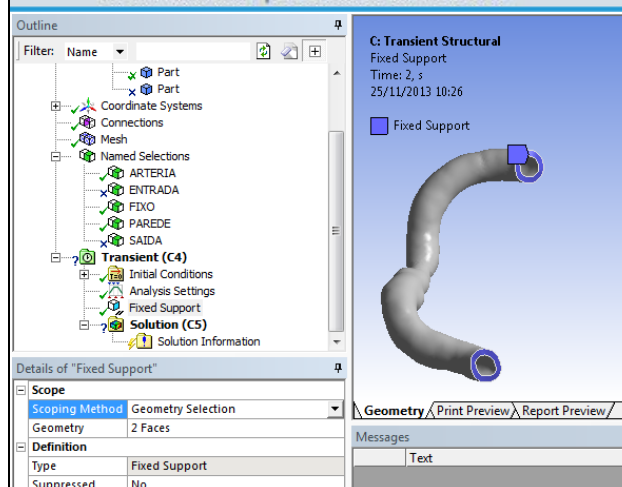 Outline
Filter: Name
Part
Part
Coordinate Systems
Connections
Mesh
Named Selections
ARTERIA
ENTRADA
FIXO
PAREDE
SAIDA
Transient (C4)
Initial Conditions
Analysis Settings
Fixed Support
Solution (C5)
Solution Information
Details of "Fixed Support"
Scope
Scoping Method Geometry Selection
Geometry 2 Faces
Definition
Type Fixed Support
Suppressed No
C: Transient Structural
Fixed Support
Time: 2, s
25/11/2013 10:26
Fixed Support
Geometry Print Preview Report Preview
Messages
Text